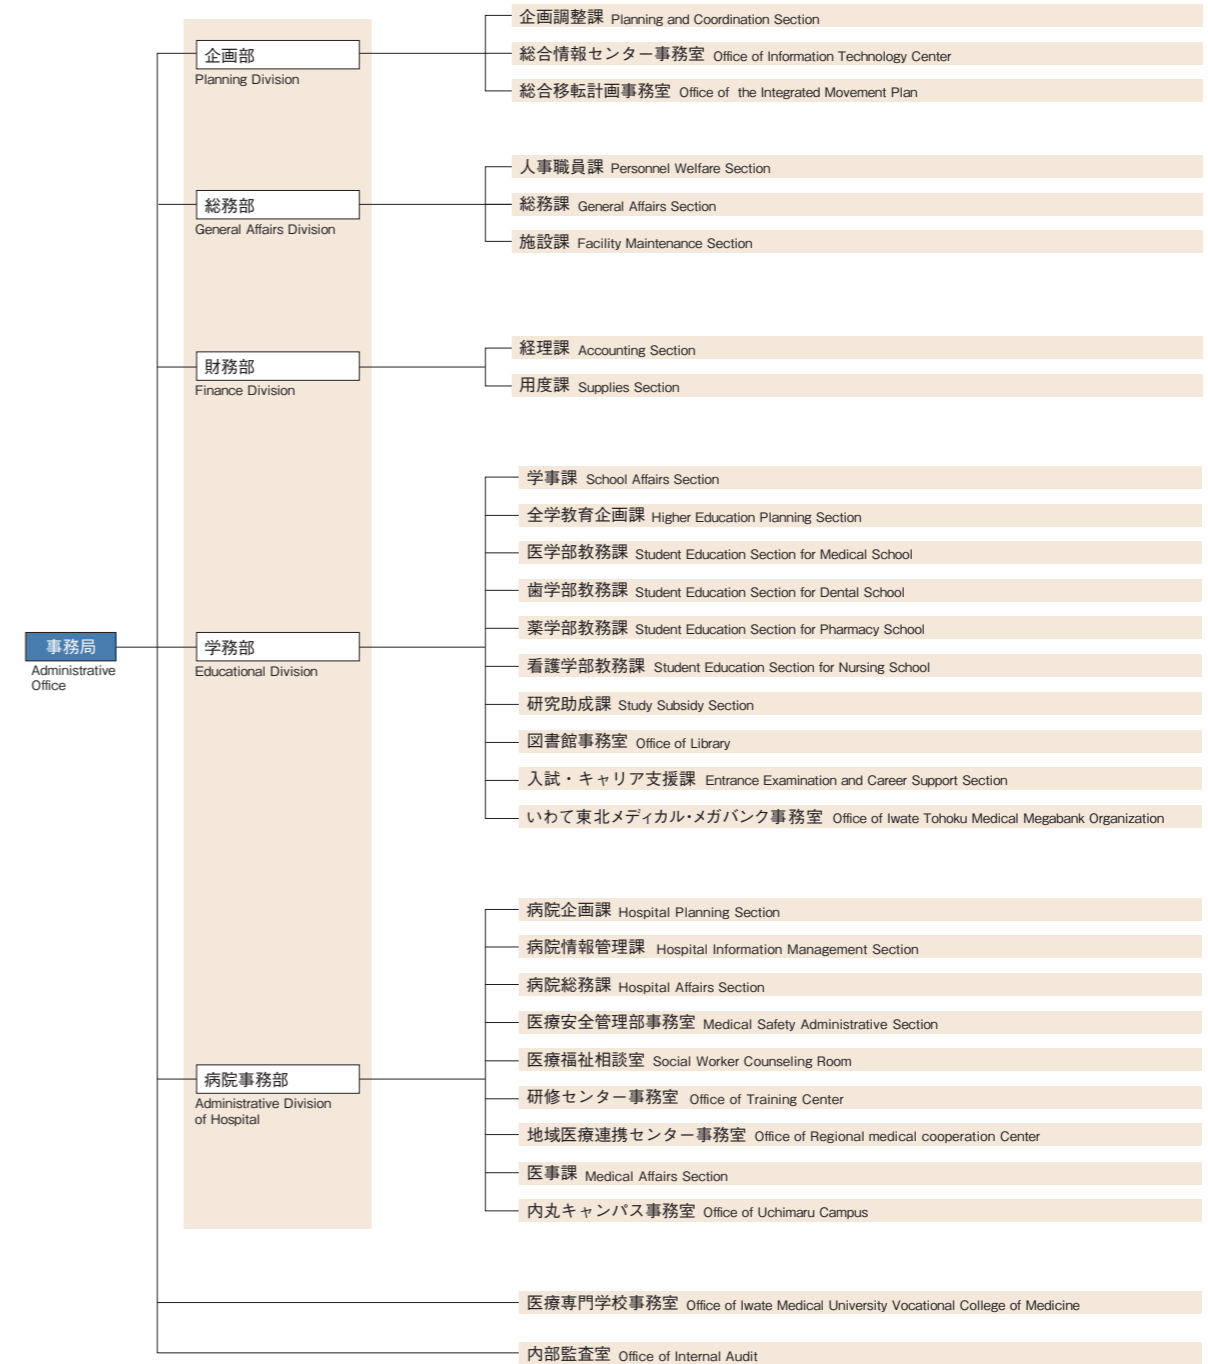 企画調整課 Planning and Coordination Section
企画部
総合情報センター事務室 Office of Information Technology Center
Planning Division
総合移転計画事務室 Office of the Integrated Movement Plan
人事職員課 Personnel Welfare Section
総務部
総務課 General Affairs Section
General Affairs Division
施設課 Facility Maintenance Section
経理課 Accounting Section
財務部
用度課 Supplies Section
Finance Division
学事課 School Affairs Section
全学教育企画課 Higher Education Planning Section
医学部教務課 Student Education Section for Medical School
歯学部教務課 Student Education Section for Dental School
薬学部教務課 Student Education Section for Pharmacy School
事務局
Administrative
Office
学務部
Educational Division
看護学部教務課 Student Education Section for Nursing School
研究助成課 Study Subsidy Section
図書館事務室 Office of Library
入試・キャリア支援課 Entrance Examination and Career Support Section
いわて東北メディカル・メガバンク事務室 Office of Iwate Tohoku Medical Megabank Organization
病院企画課 Hospital Planning Section
病院情報管理課 Hospital Information Management Section
病院総務課 Hospital Affairs Section
医療安全管理部事務室 Medical Safety Administrative Section
医療福祉相談室 Social Worker Counseling Room
病院事務部
Administrative Division
of Hospital
研修センター事務室 Office of Training Center
地域医療連携センター事務室 Office of Regional medical cooperation Center
医事課 Medical Affairs Section
内丸キャンパス事務室 Office of Uchimaru Campus
医療専門学校事務室 Office of Iwate Medical University Vocational College of Medicine
内部監査室 Office of Internal Audit